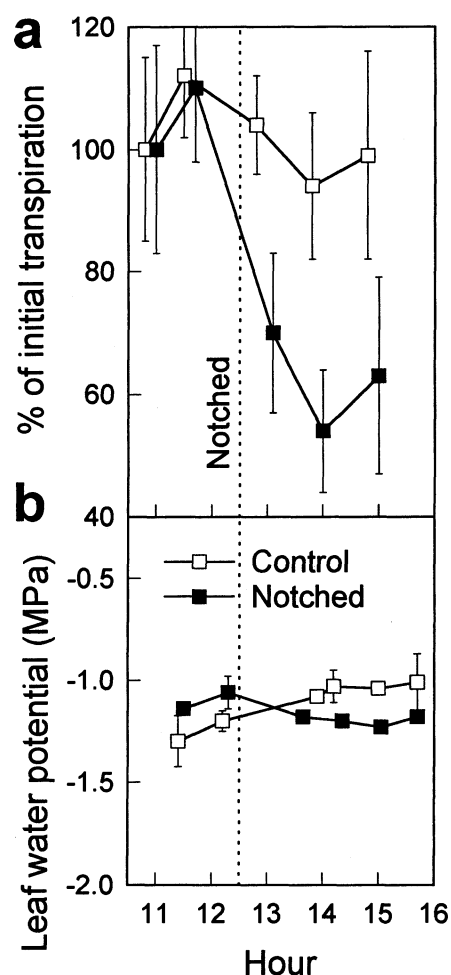 a
% of initial transpiration
120
100
80
60
40
Notched
b
Leaf water potential (MPa)
-0.5
-1.0
-1.5
-2.0
Control
Notched
11 12 13 14 15 16
Hour